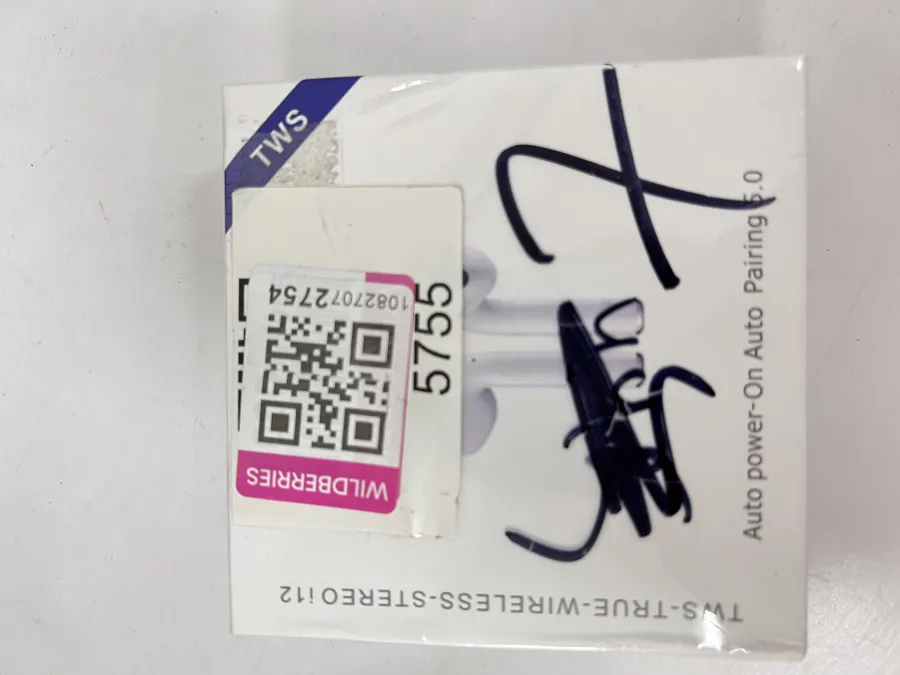 TWS
10827072754
WILDBERRIES
5755
Auto power-On Auto Pairing 5.0
TWS-TRUE-WIRELESS-STEREO i12